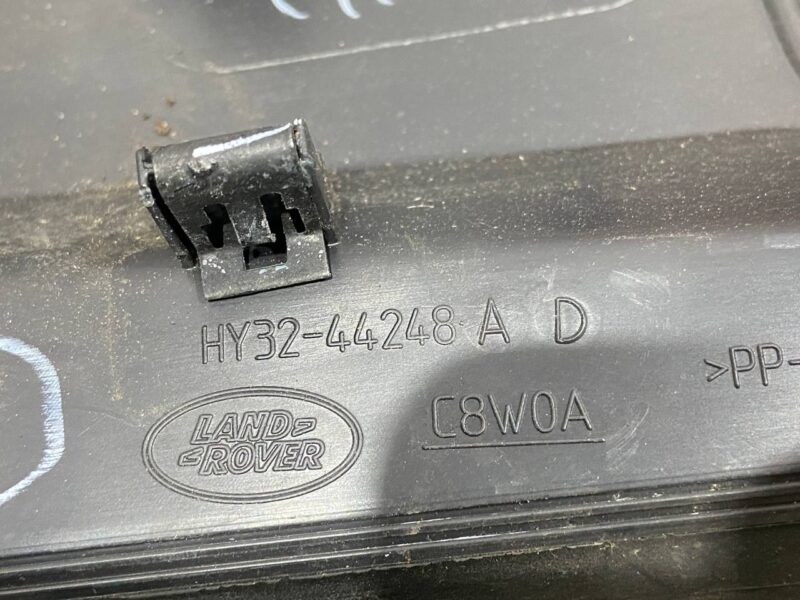 HY32-44248 A D
>PP-
C8W0A
LAND
ROVER